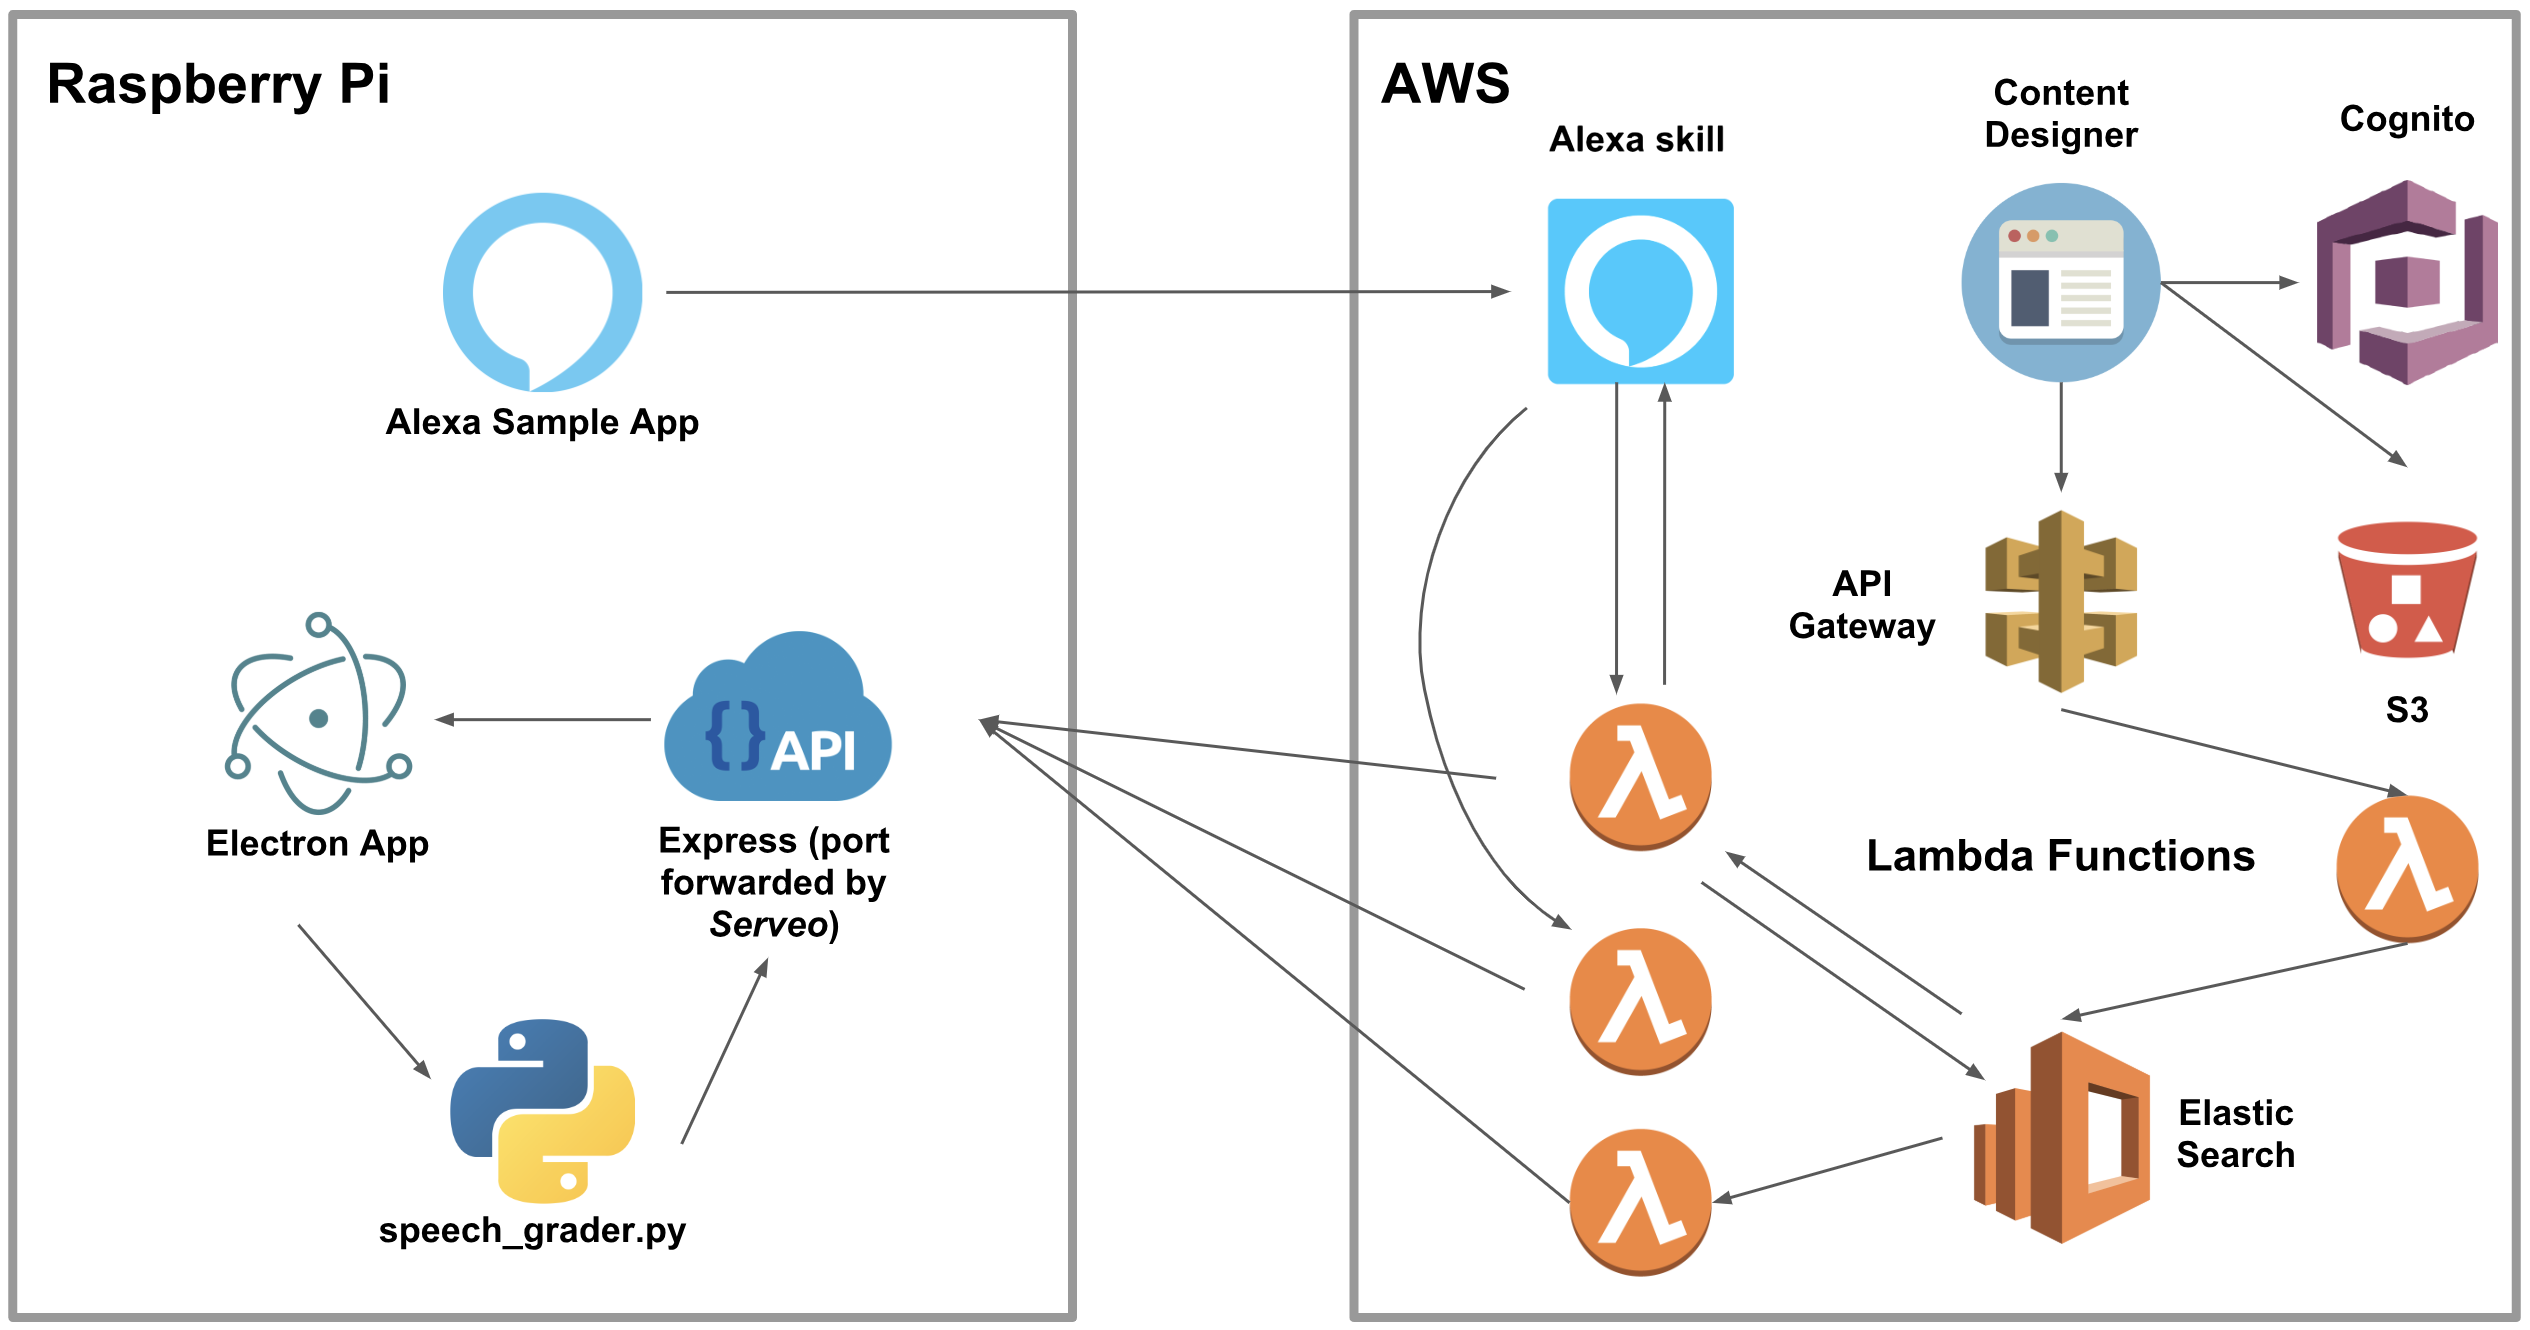 Raspberry Pi
Alexa Sample App
Electron App
{} API
Express (port
forwarded by
Serveo)
speech_grader.py
AWS
Alexa skill
Content
Designer
Cognito
API
Gateway
S3
Lambda Functions
Elastic
Search